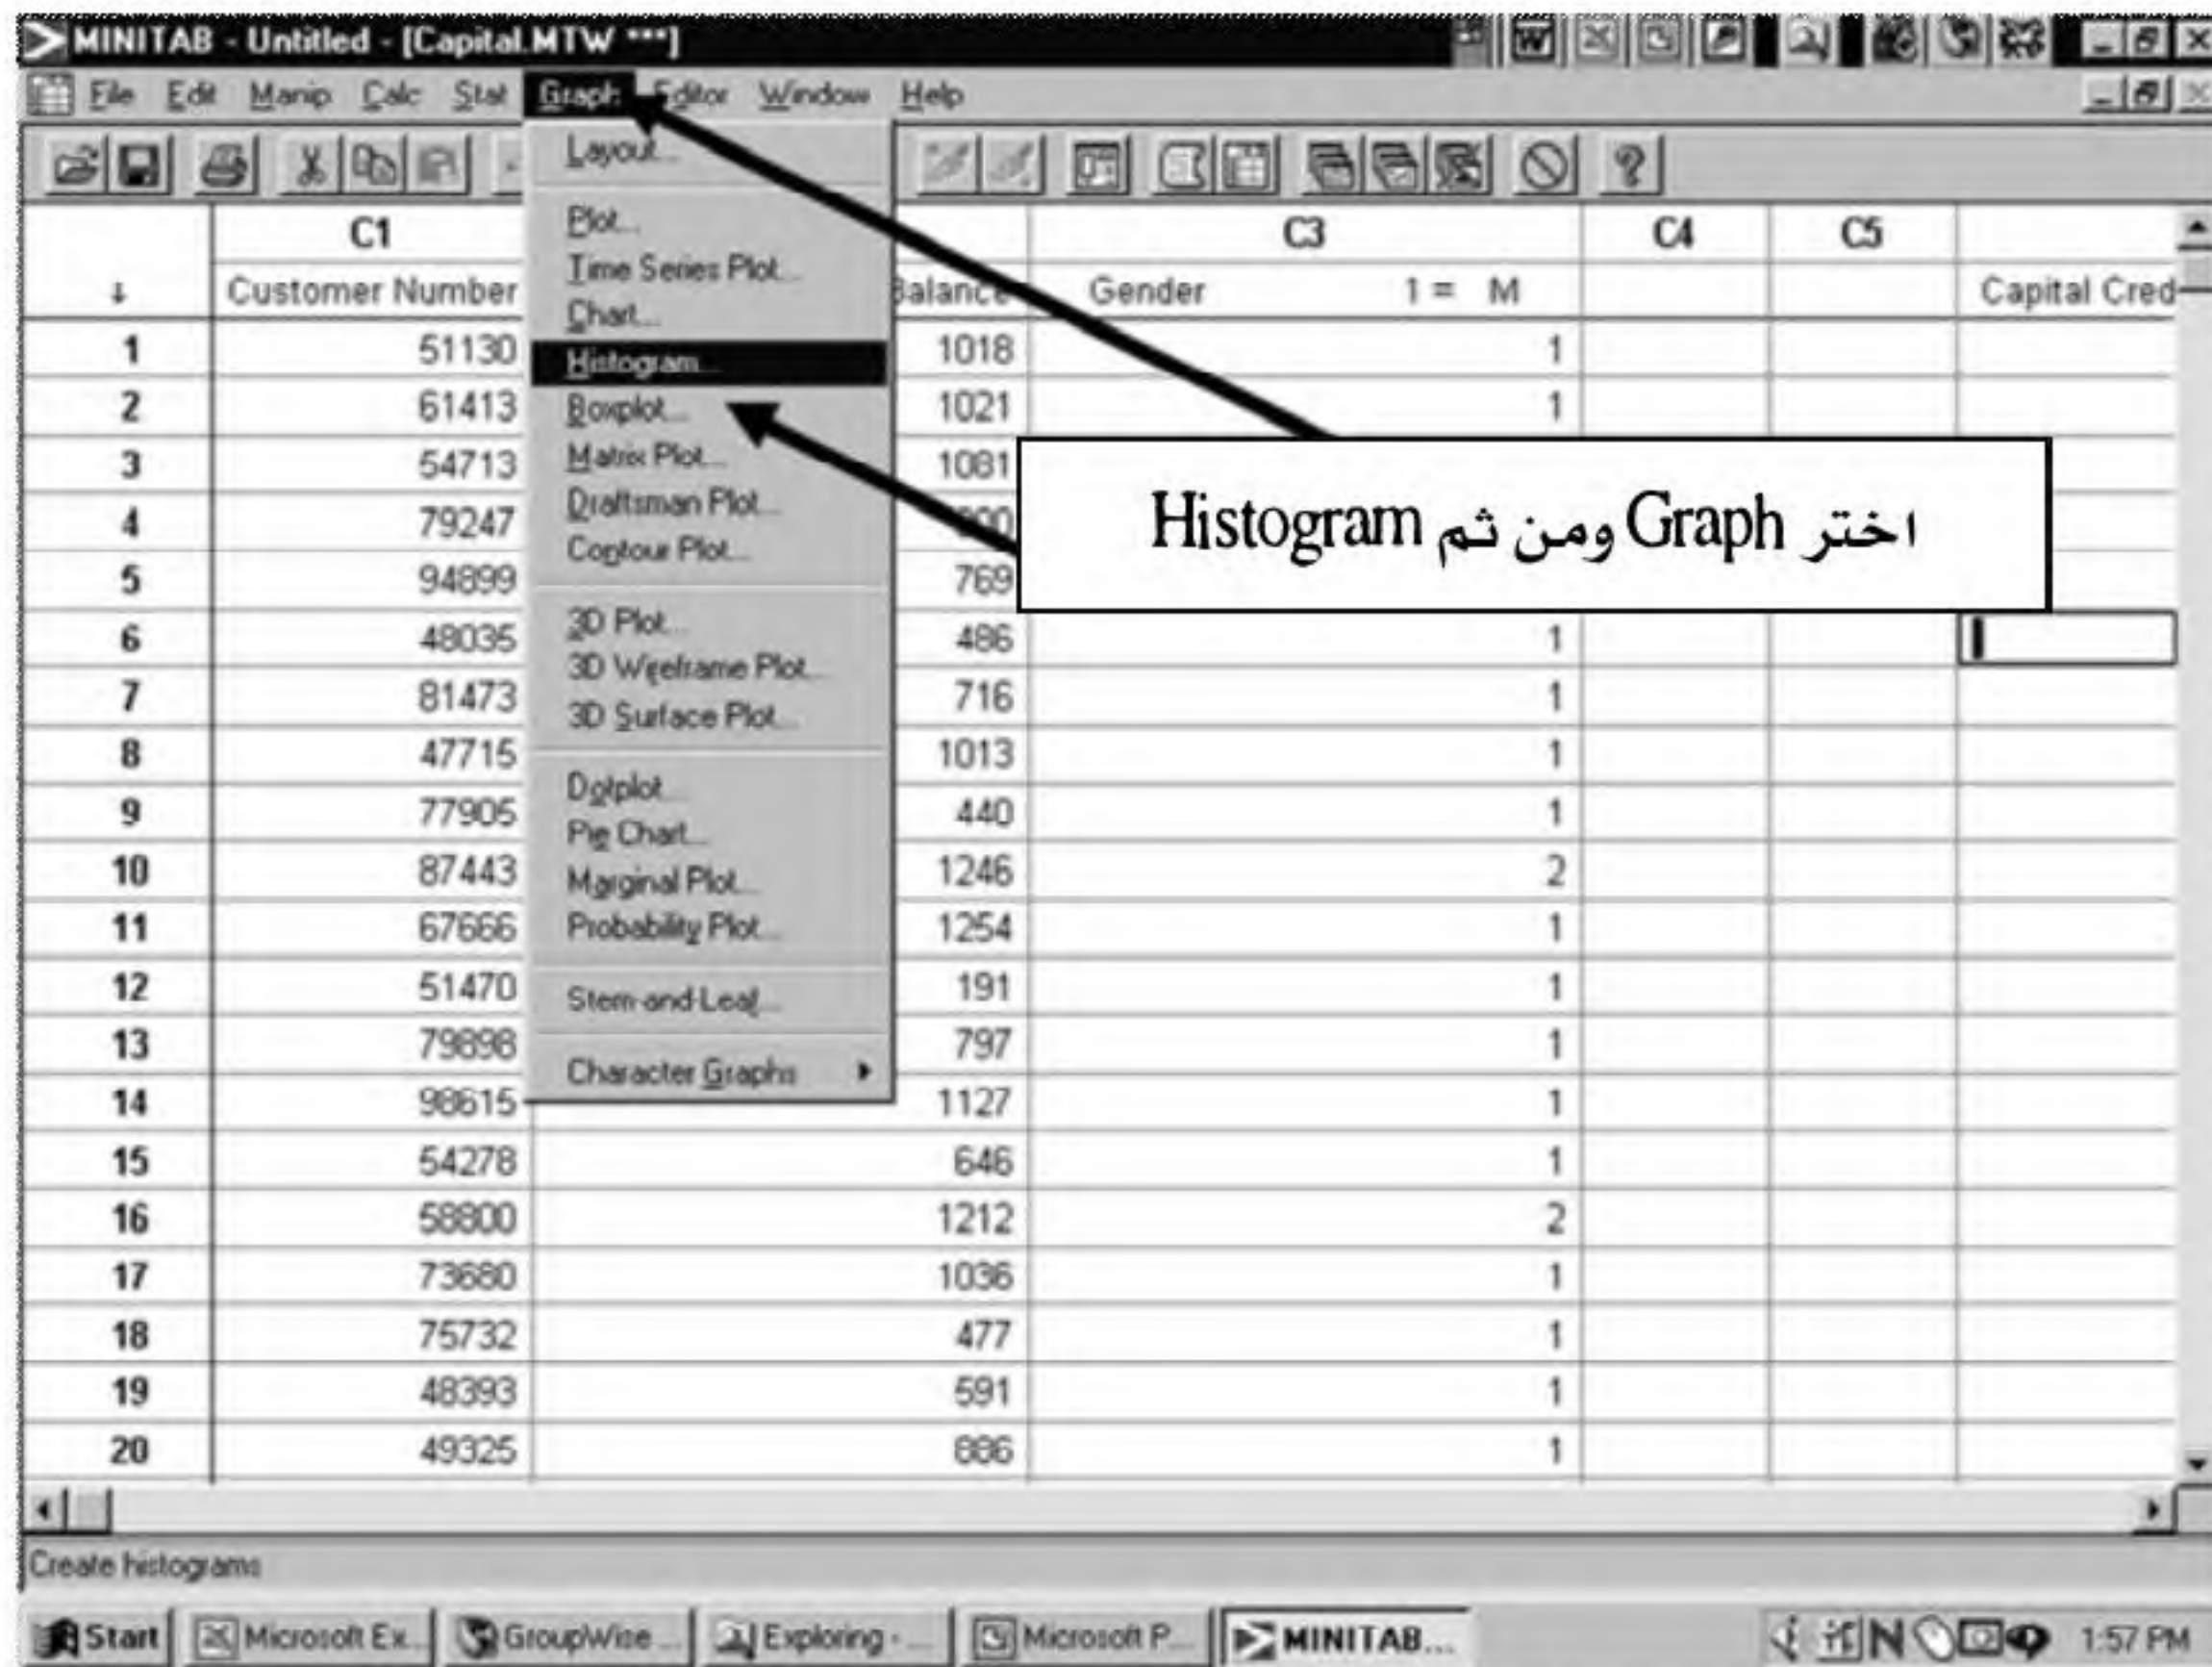 MINITAB - Untitled - [Capital.MTW ***]
File Edit Manip Calc Stat Graph Editor Window Help
Layout...
Plot...
Time Series Plot...
Chart...
Histogram...
Boxplot...
Matrix Plot...
Draftsman Plot...
Contour Plot...
3D Plot...
3D Wireframe Plot...
3D Surface Plot...
Dotplot...
Pie Chart...
Marginal Plot...
Probability Plot...
Stem-and-Leaf...
Character Graphs
C1 C3 C4 C5
Customer Number Balance Gender 1 = M Capital Cred
1 51130 1018 1
2 61413 1021 1
3 54713 1081
4 79247
5 94899 769
6 48035 486 1
7 81473 716 1
8 47715 1013 1
9 77905 440 1
10 87443 1246 2
11 67666 1254 1
12 51470 191 1
13 79898 797 1
14 98615 1127 1
15 54278 646 1
16 58800 1212 2
17 73680 1036 1
18 75732 477 1
19 48393 591 1
20 49325 886 1
اختر Graph ومن ثم Histogram
Create histograms
Start Microsoft Ex... GroupWise ... Exploring - ... Microsoft P... MINITAB... 1:57 PM